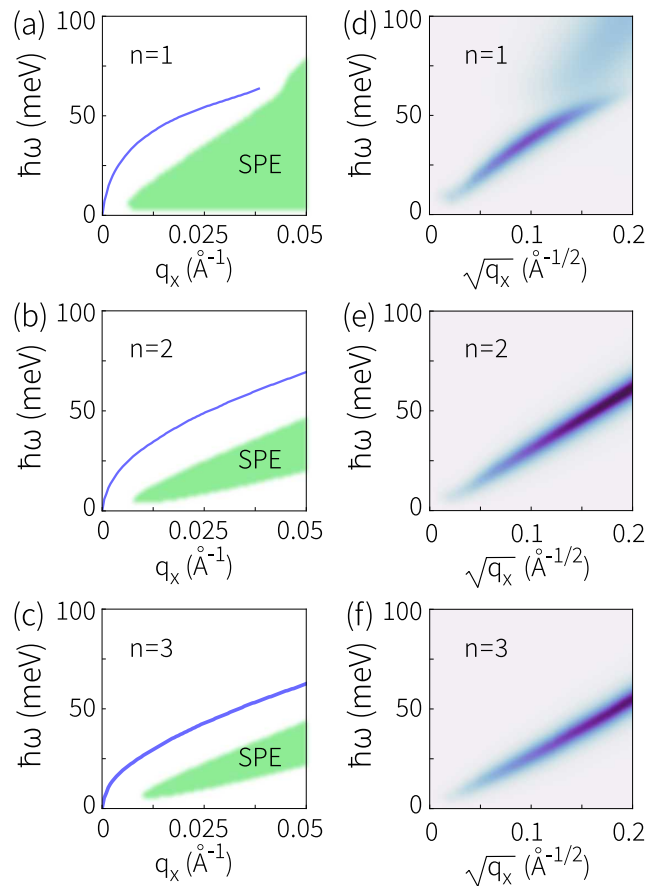 (a)
100
n=1
ħω (meV)
50
SPE
0
0
0.025
0.05
qₓ (Å⁻¹)
(d)
100
n=1
ħω (meV)
50
0
0
0.1
0.2
√qₓ (Å⁻¹/²)
(b)
100
n=2
ħω (meV)
50
SPE
0
0
0.025
0.05
qₓ (Å⁻¹)
(e)
100
n=2
ħω (meV)
50
0
0
0.1
0.2
√qₓ (Å⁻¹/²)
(c)
100
n=3
ħω (meV)
50
SPE
0
0
0.025
0.05
qₓ (Å⁻¹)
(f)
100
n=3
ħω (meV)
50
0
0
0.1
0.2
√qₓ (Å⁻¹/²)